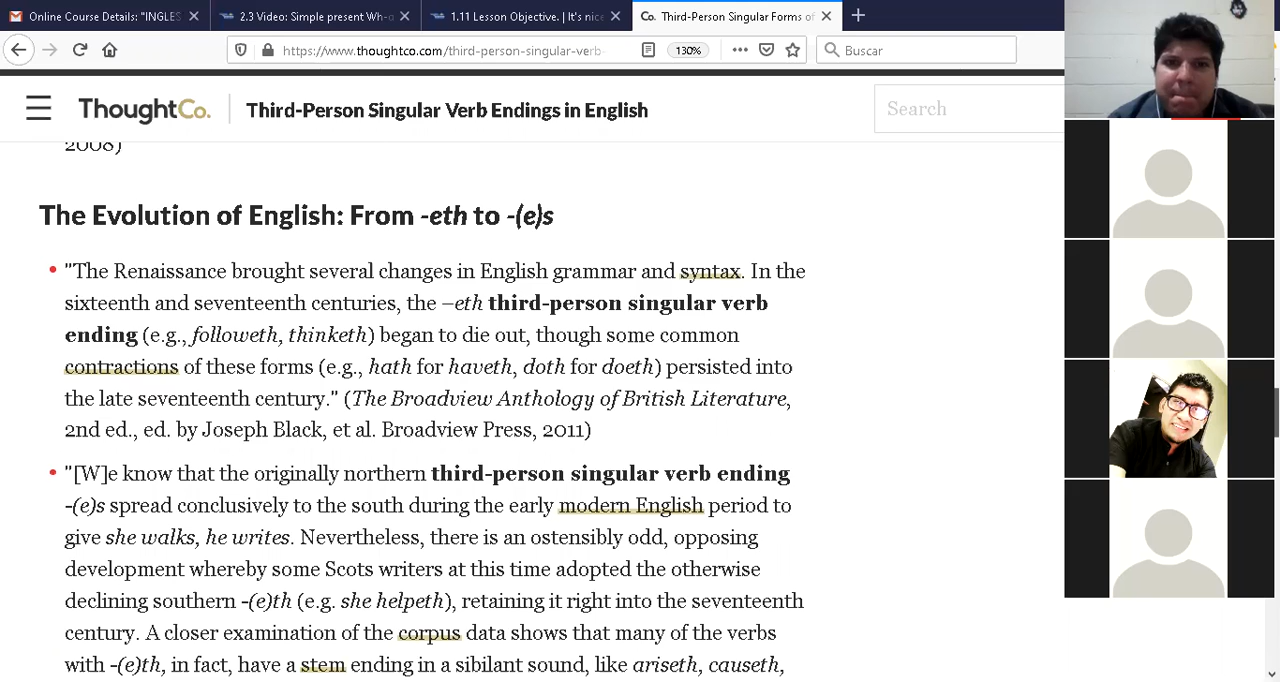 Online Course Details: "INGLES
2.3 Video: Simple present Wh-q
1.11 Lesson Objective. | It's nice
Co. Third-Person Singular Forms of
https://www.thoughtco.com/third-person-singular-verb-
130%
Buscar
ThoughtCo.
Third-Person Singular Verb Endings in English
Search
2008)
The Evolution of English: From -eth to -(e)s
• "The Renaissance brought several changes in English grammar and syntax. In the
sixteenth and seventeenth centuries, the –eth third-person singular verb
ending (e.g., followeth, thinketh) began to die out, though some common
contractions of these forms (e.g., hath for haveth, doth for doeth) persisted into
the late seventeenth century." (The Broadview Anthology of British Literature,
2nd ed., ed. by Joseph Black, et al. Broadview Press, 2011)
• "[W]e know that the originally northern third-person singular verb ending
-(e)s spread conclusively to the south during the early modern English period to
give she walks, he writes. Nevertheless, there is an ostensibly odd, opposing
development whereby some Scots writers at this time adopted the otherwise
declining southern -(e)th (e.g. she helpeth), retaining it right into the seventeenth
century. A closer examination of the corpus data shows that many of the verbs
with -(e)th, in fact, have a stem ending in a sibilant sound, like ariseth, causeth,